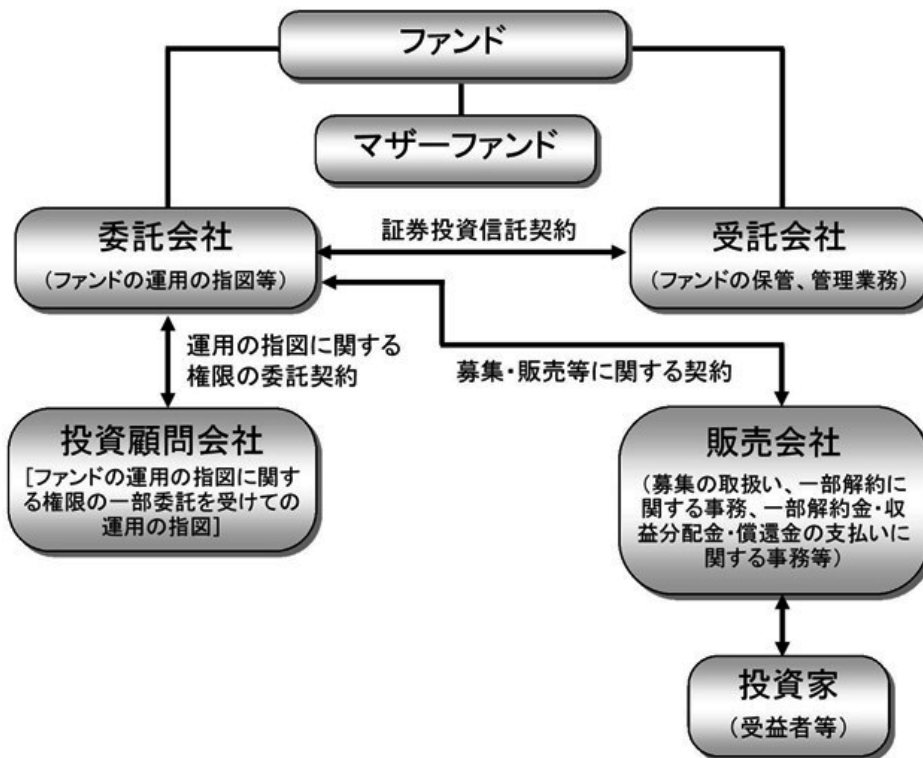 ファンド
マザーファンド
委託会社
（ファンドの運用の指図等）
証券投資信託契約
受託会社
（ファンドの保管、管理業務）
運用の指図に関する
権限の委託契約
募集・販売等に関する契約
投資顧問会社
［ファンドの運用の指図に関す
る権限の一部委託を受けての
運用の指図］
販売会社
（募集の取扱い、一部解約に
関する事務、一部解約金・収
益分配金・償還金の支払いに
関する事務等）
投資家
（受益者等）